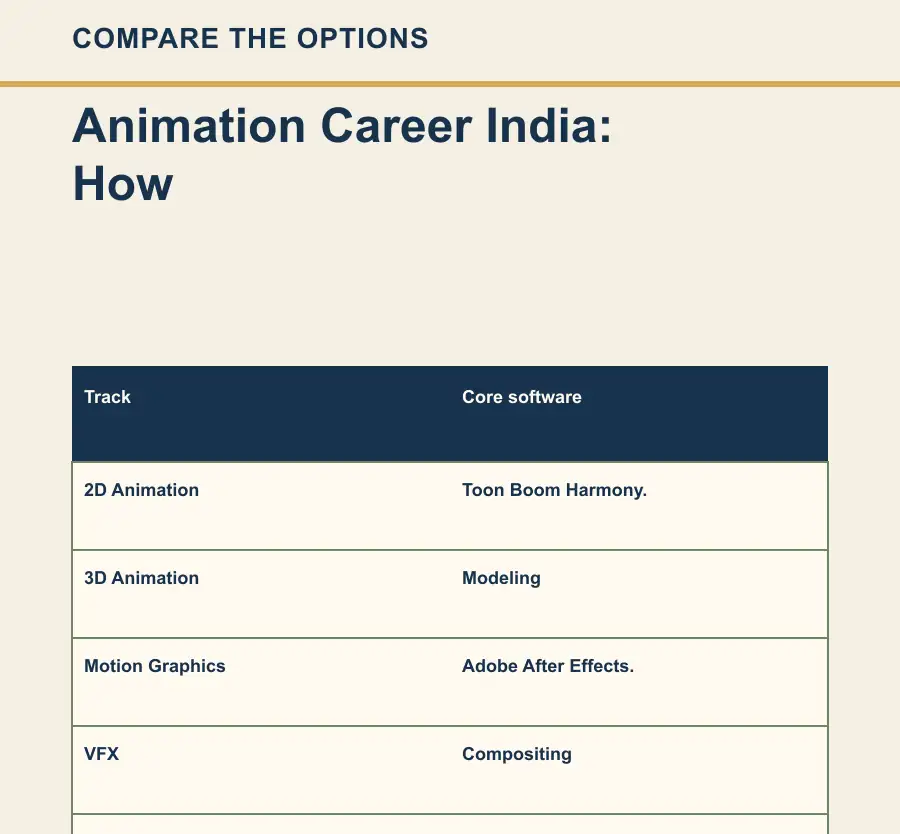 COMPARE THE OPTIONS
Animation Career India:
How
Track Core software
2D Animation Toon Boom Harmony.
3D Animation Modeling
Motion Graphics Adobe After Effects.
VFX Compositing